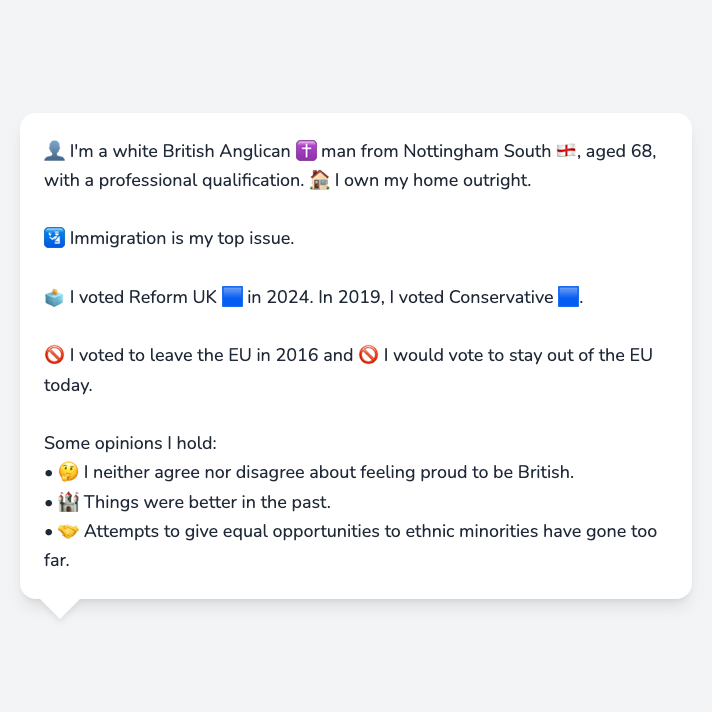 👤 I'm a white British Anglican ✝️ man from Nottingham South 🏴󠁧󠁢󠁥󠁮󠁧󠁿, aged 68,
with a professional qualification. 🏠 I own my home outright.
🛂 Immigration is my top issue.
🗳️ I voted Reform UK 🟦 in 2024. In 2019, I voted Conservative 🟦.
🚫 I voted to leave the EU in 2016 and 🚫 I would vote to stay out of the EU
today.
Some opinions I hold:
• 🤔 I neither agree nor disagree about feeling proud to be British.
• 🏰 Things were better in the past.
• 🤝 Attempts to give equal opportunities to ethnic minorities have gone too
far.